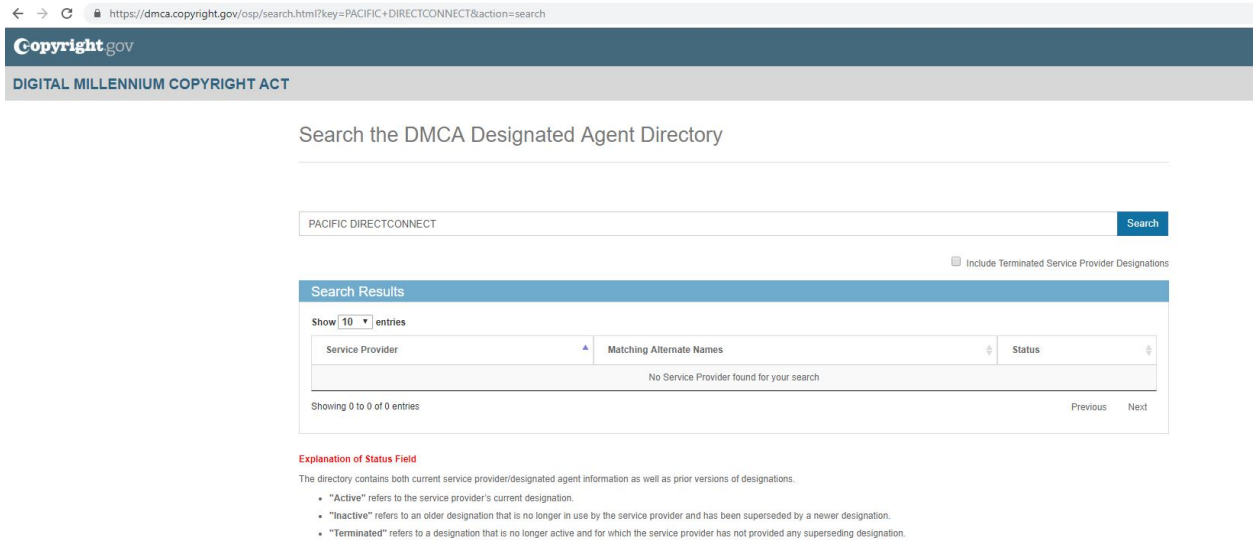 https://dmca.copyright.gov/osp/search.html?key=PACIFIC+DIRECTCONNECT&action=search
Copyright.gov
DIGITAL MILLENNIUM COPYRIGHT ACT
Search the DMCA Designated Agent Directory
PACIFIC DIRECTCONNECT Search
Include Terminated Service Provider Designations
Search Results
Show 10 entries
Service Provider Matching Alternate Names Status
No Service Provider found for your search
Showing 0 to 0 of 0 entries Previous Next
Explanation of Status Field
The directory contains both current service provider/designated agent information as well as prior versions of designations.
• "Active" refers to the service provider's current designation.
• "Inactive" refers to an older designation that is no longer in use by the service provider and has been superseded by a newer designation.
• "Terminated" refers to a designation that is no longer active and for which the service provider has not provided any superseding designation.